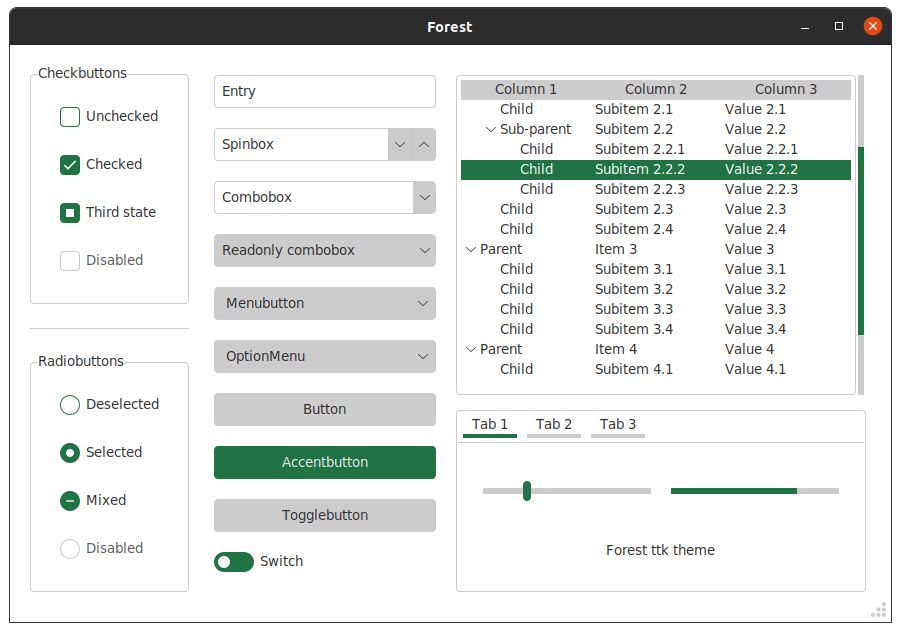 Forest
Checkbuttons
Unchecked
Checked
Third state
Disabled
Radiobuttons
Deselected
Selected
Mixed
Disabled
Entry
Spinbox
Combobox
Readonly combobox
Menubutton
OptionMenu
Button
Accentbutton
Togglebutton
Switch
Column 1 Column 2 Column 3
Child Subitem 2.1 Value 2.1
Sub-parent Subitem 2.2 Value 2.2
Child Subitem 2.2.1 Value 2.2.1
Child Subitem 2.2.2 Value 2.2.2
Child Subitem 2.2.3 Value 2.2.3
Child Subitem 2.3 Value 2.3
Child Subitem 2.4 Value 2.4
Parent Item 3 Value 3
Child Subitem 3.1 Value 3.1
Child Subitem 3.2 Value 3.2
Child Subitem 3.3 Value 3.3
Child Subitem 3.4 Value 3.4
Parent Item 4 Value 4
Child Subitem 4.1 Value 4.1
Tab 1 Tab 2 Tab 3
Forest ttk theme